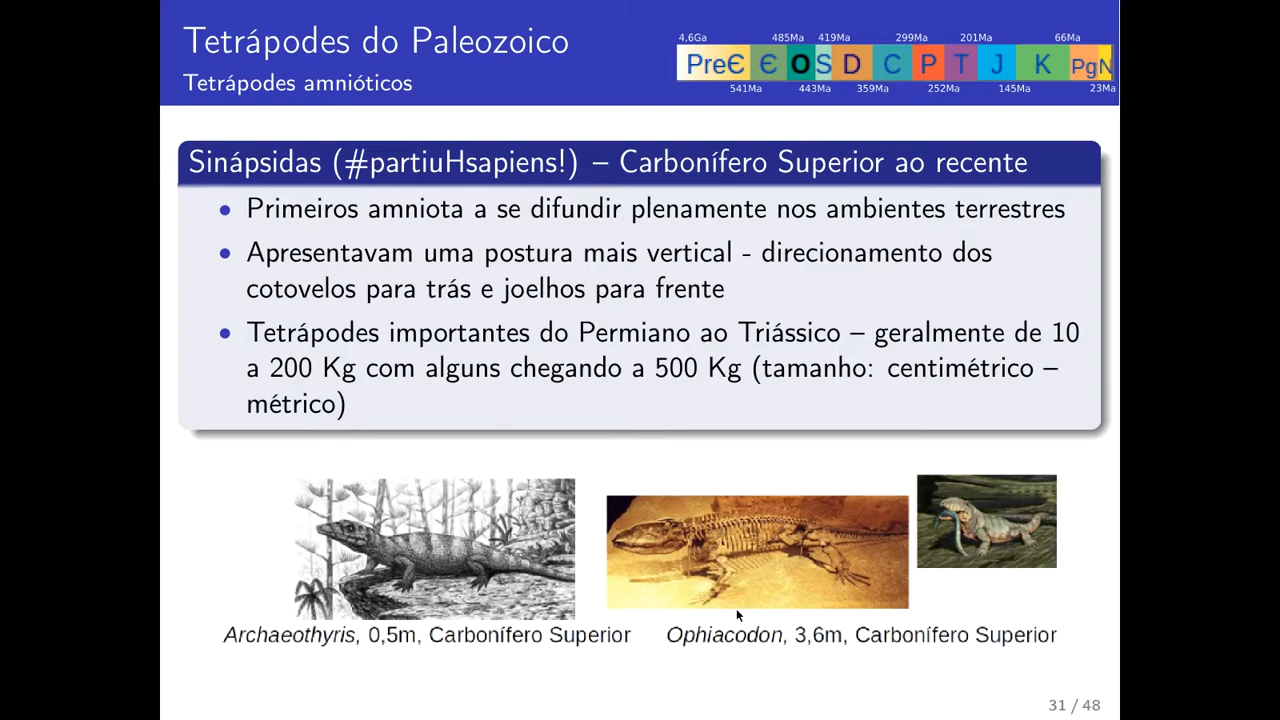 Tetrápodes do Paleozoico
Tetrápodes amnióticos
4,6Ga 485Ma 419Ma 299Ma 201Ma 66Ma
PreЄ Є O S D C P T J K PgN
541Ma 443Ma 359Ma 252Ma 145Ma 23Ma
Sinápsidas (#partiuHsapiens!) – Carbonífero Superior ao recente
• Primeiros amniota a se difundir plenamente nos ambientes terrestres
• Apresentavam uma postura mais vertical - direcionamento dos
cotovelos para trás e joelhos para frente
• Tetrápodes importantes do Permiano ao Triássico – geralmente de 10
a 200 Kg com alguns chegando a 500 Kg (tamanho: centimétrico –
métrico)
Archaeothyris, 0,5m, Carbonífero Superior
Ophiacodon, 3,6m, Carbonífero Superior
31 / 48